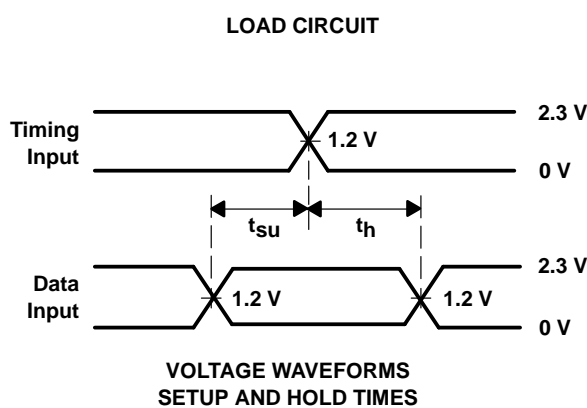 LOAD CIRCUIT
Timing
Input
2.3 V
1.2 V
0 V
tsu
th
Data
Input
2.3 V
1.2 V
1.2 V
0 V
VOLTAGE WAVEFORMS
SETUP AND HOLD TIMES